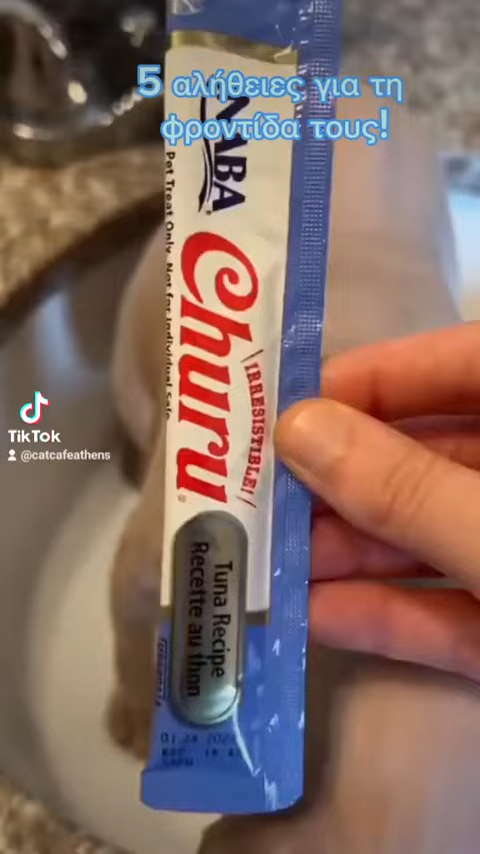 5 αλήθειες για τη
φροντίδα τους!
INABA
Churu
IRRESISTIBLE!
Pet Treat Only. Not for Individual Sale
Tuna Recipe
Recette au thon
TikTok
@catcafeathens